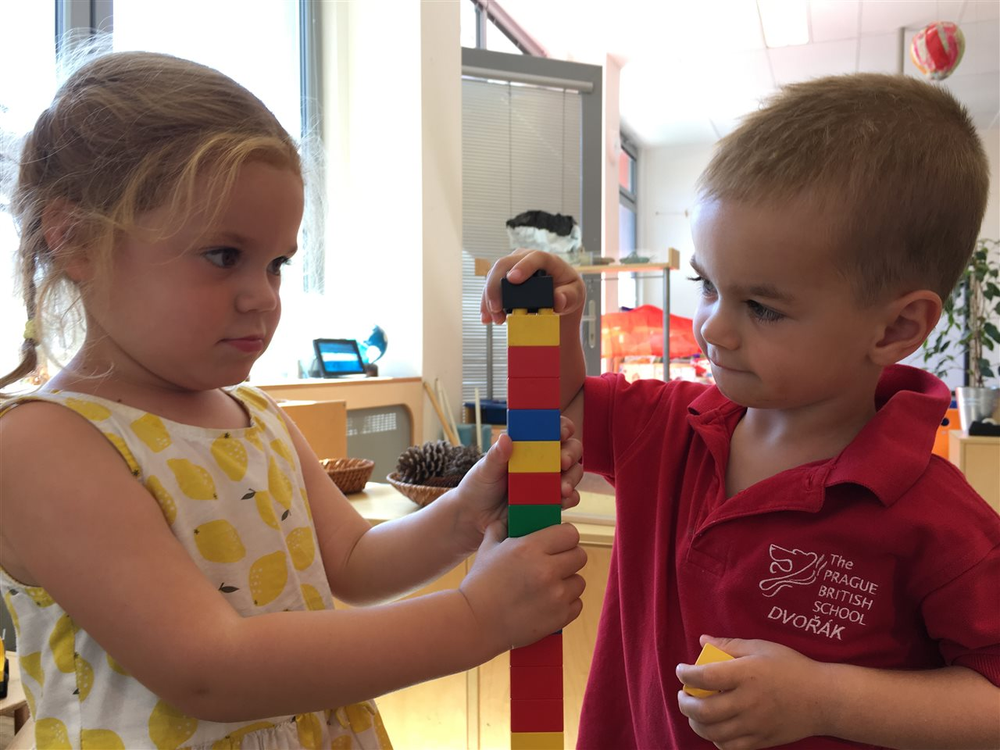 The
PRAGUE
BRITISH
SCHOOL
DVOŘÁK